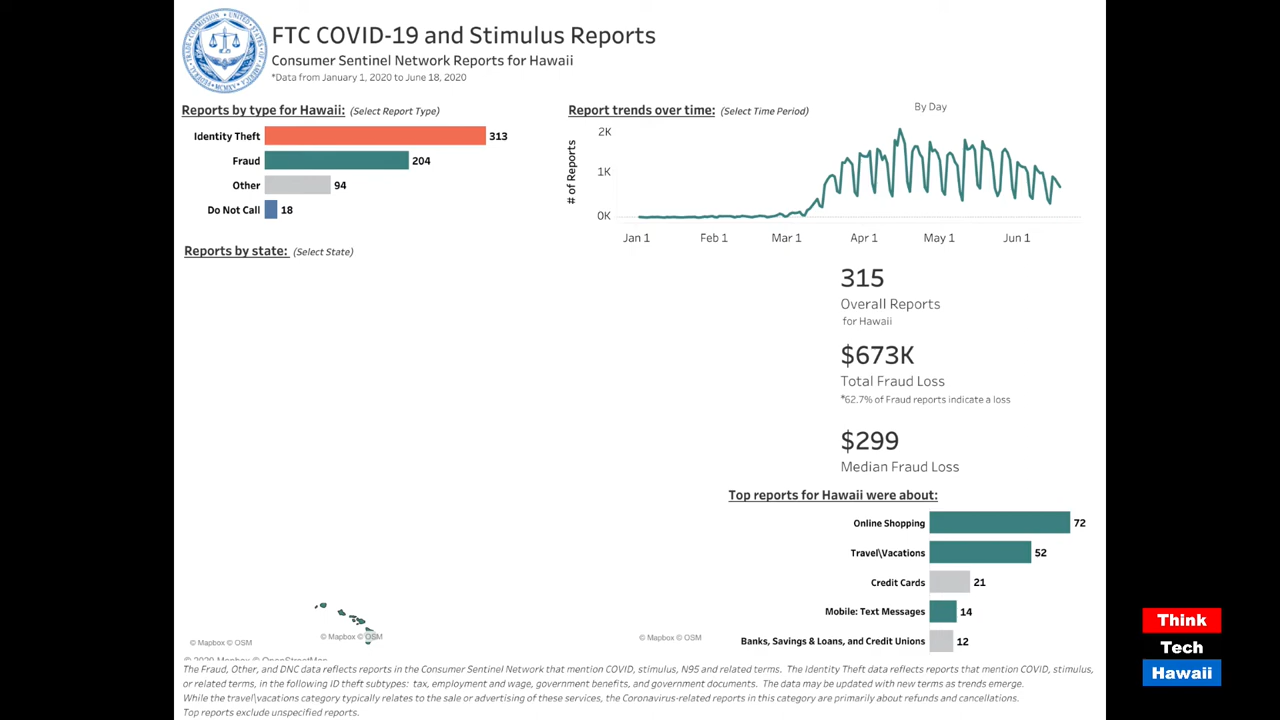 FTC COVID-19 and Stimulus Reports
Consumer Sentinel Network Reports for Hawaii
*Data from January 1, 2020 to June 18, 2020
Reports by type for Hawaii: (Select Report Type)
Identity Theft 313
Fraud 204
Other 94
Do Not Call 18
Report trends over time: (Select Time Period)
By Day
# of Reports
2K
1K
0K
Jan 1 Feb 1 Mar 1 Apr 1 May 1 Jun 1
Reports by state: (Select State)
315
Overall Reports
for Hawaii
$673K
Total Fraud Loss
*62.7% of Fraud reports indicate a loss
$299
Median Fraud Loss
Top reports for Hawaii were about:
Online Shopping 72
Travel\Vacations 52
Credit Cards 21
Mobile: Text Messages 14
Banks, Savings & Loans, and Credit Unions 12
© Mapbox © OSM
© Mapbox © OSM
© Mapbox © OSM
© 2020 Mapbox © OpenStreetMap
The Fraud, Other, and DNC data reflects reports in the Consumer Sentinel Network that mention COVID, stimulus, N95 and related terms. The Identity Theft data reflects reports that mention COVID, stimulus,
or related terms, in the following ID theft subtypes: tax, employment and wage, government benefits, and government documents. The data may be updated with new terms as trends emerge.
While the travel\vacations category typically relates to the sale or advertising of these services, the Coronavirus-related reports in this category are primarily about refunds and cancellations.
Top reports exclude unspecified reports.
Think
Tech
Hawaii